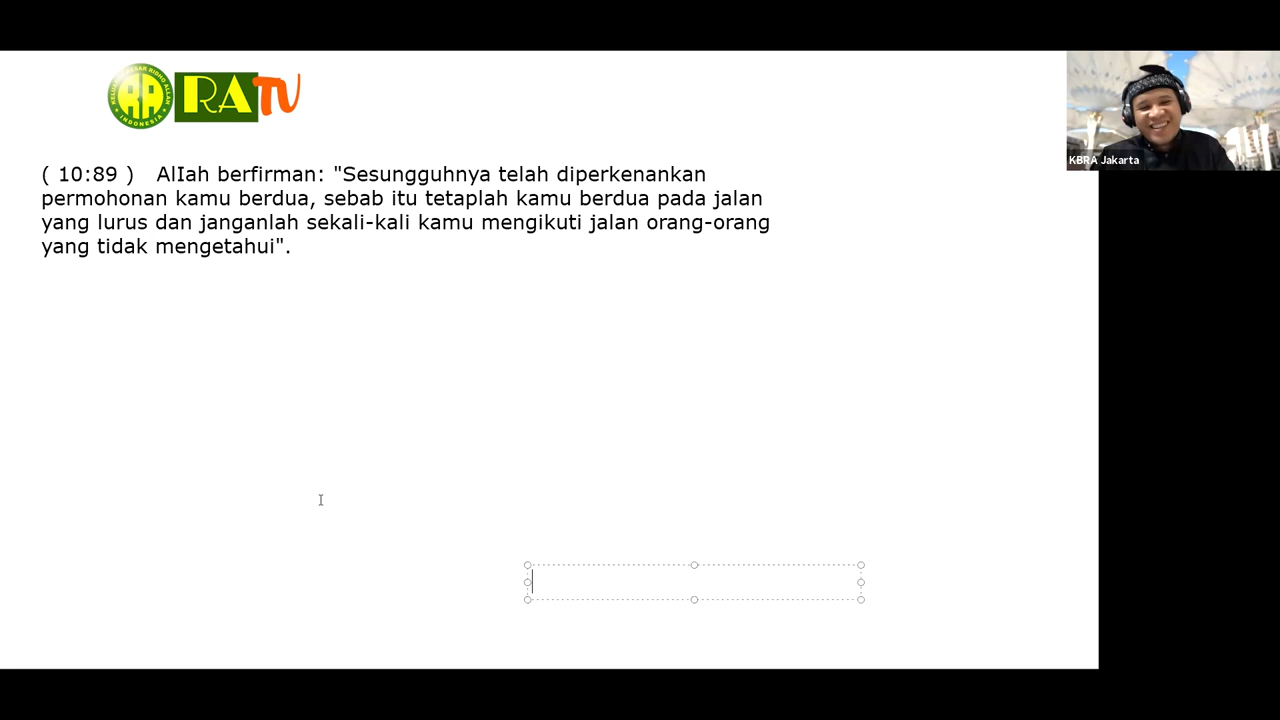 RATV
KBRA Jakarta
( 10:89 ) AlIah berfirman: "Sesungguhnya telah diperkenankan
permohonan kamu berdua, sebab itu tetaplah kamu berdua pada jalan
yang lurus dan janganlah sekali-kali kamu mengikuti jalan orang-orang
yang tidak mengetahui".